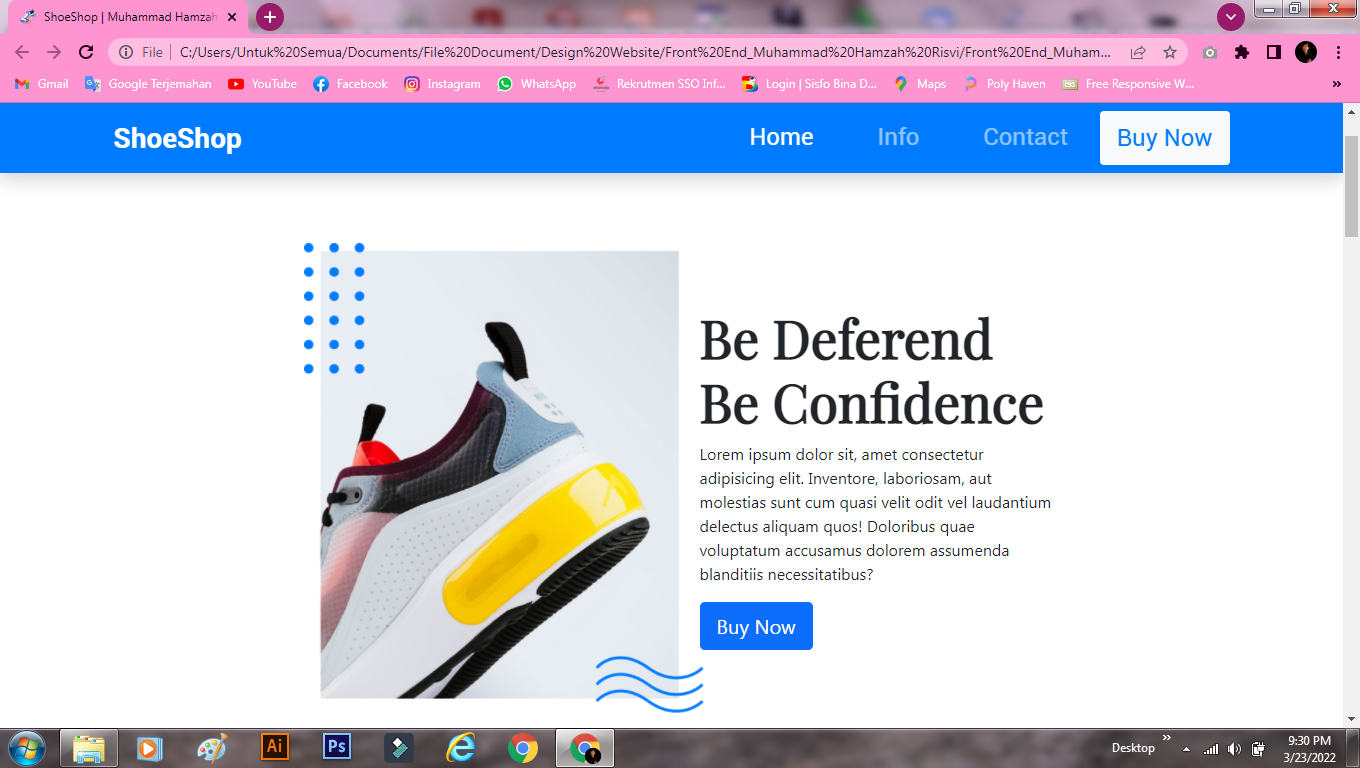 ShoeShop | Muhammad Hamzah
File
C:/Users/Untuk%20Semua/Documents/File%20Document/Design%20Website/Front%20End_Muhammad%20Hamzah%20Risvi/Front%20End_Muham...
Gmail Google Terjemahan YouTube Facebook Instagram WhatsApp Rekrutmen SSO Inf... Login | Sisfo Bina D... Maps Poly Haven Free Responsive W... »
ShoeShop Home Info Contact Buy Now
Be Deferend
Be Confidence
Lorem ipsum dolor sit, amet consectetur
adipisicing elit. Inventore, laboriosam, aut
molestias sunt cum quasi velit odit vel laudantium
delectus aliquam quos! Doloribus quae
voluptatum accusamus dolorem assumenda
blanditiis necessitatibus?
Buy Now
Ai Ps
Desktop »
9:30 PM
3/23/2022